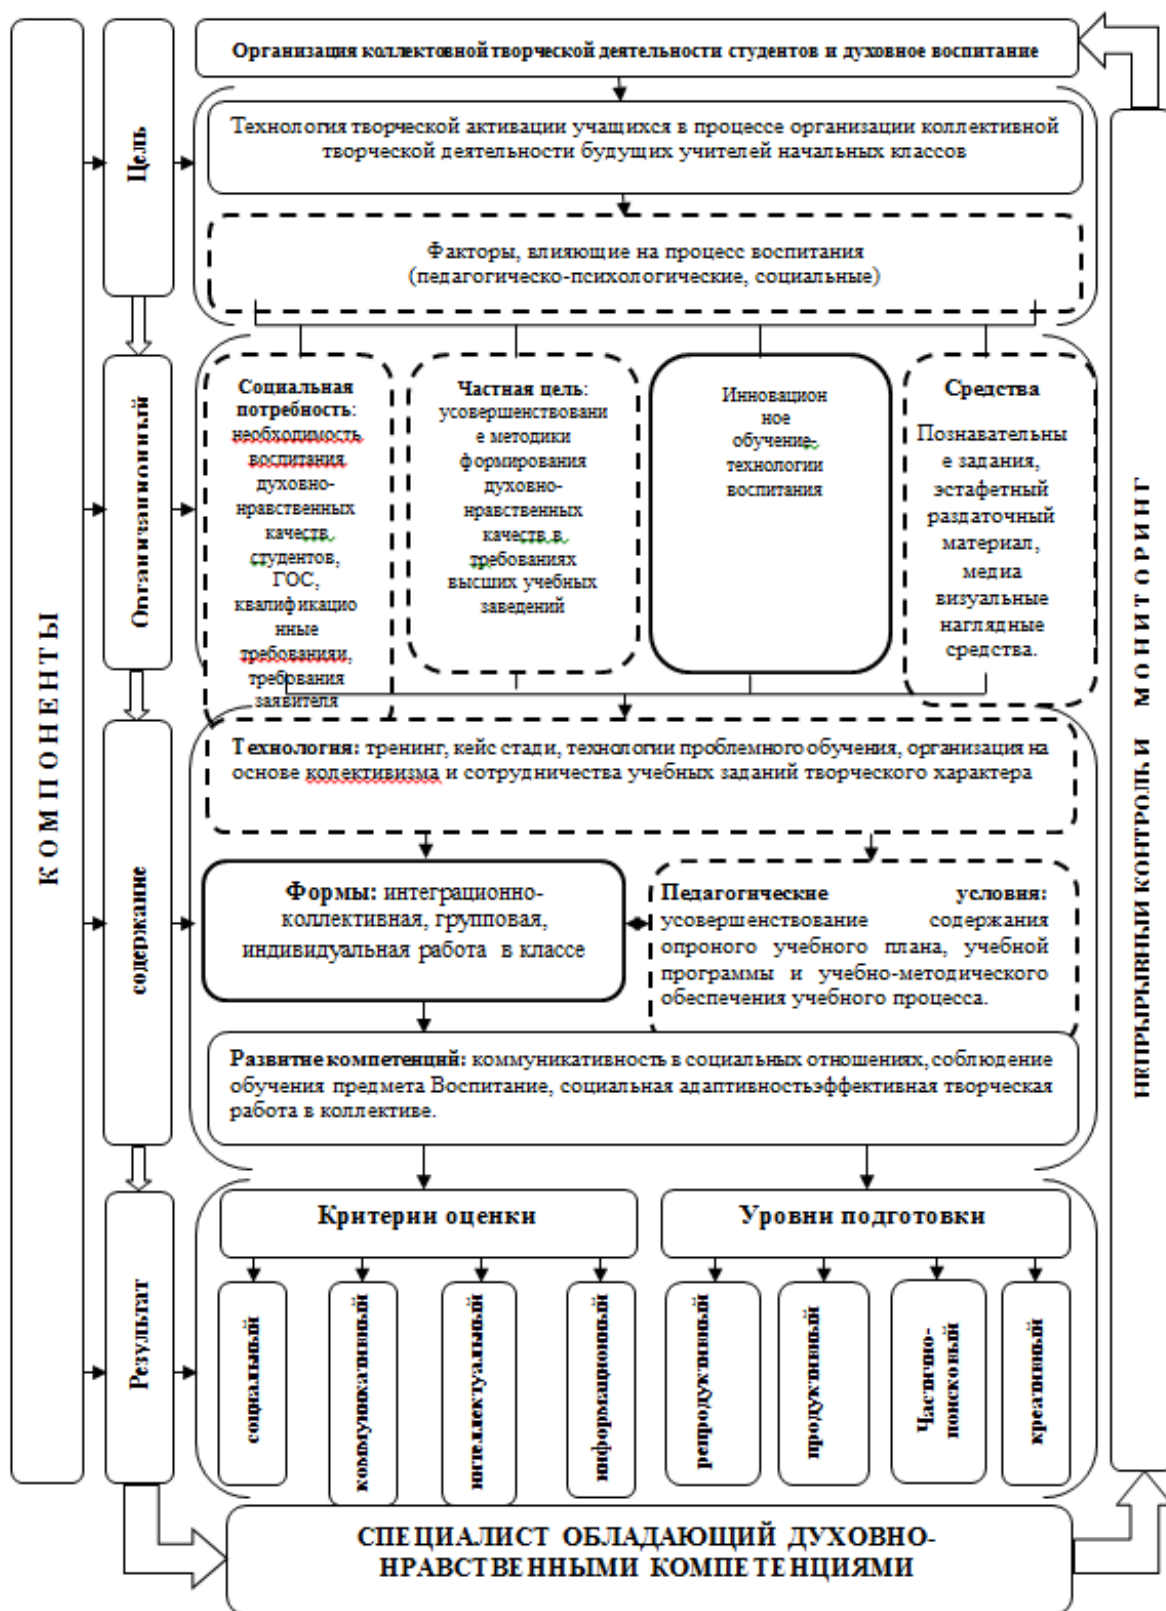 КОМПОНЕНТЫ
Цель
Организация коллектовной творческой деятельности студентов и духовное воспитание
Технология творческой активации учащихся в процессе организации коллективной
творческой деятельности будущих учителей начальных классов
Факторы, влияющие на процесс воспитания
(педагогическо-психологические, социальные)
Социальная
потребность:
необходимость
воспитания
духовно-
нравственных
качеств
студентов,
ГОС,
квалификацио
нные
требованияи,
требования
заявителя
Частная цель:
усовершенствовани
е методики
формирования
духовно-
нравственных
качеств в
требованиях
высших учебных
заведений
Инновацион
ное
обучение-
технологии
воспитания
Средства
Познавательны
е задания,
эстафетный
раздаточный
материал,
медиа
визуальные
наглядные
средства.
содержание
Технология: тренинг, кейс стади, технологии проблемного обучения, организация на
основе колективизма и сотрудничества учебных заданий творческого характера
Формы: интеграционно-
коллективная, групповая,
индивидуальная работа в классе
Педагогические условия:
усовершенствование содержания
опроного учебного плана, учебной
программы и учебно-методического
обеспечения учебного процесса.
Развитие компетенций: коммуникативность в социальных отношениях, соблюдение
обучения предмета Воспитание, социальная адаптивностьэффективная творческая
работа в коллективе.
Результат
Критерии оценки
социальный
коммуникативный
интеллектуальный
информационный
Уровни подготовки
репродуктивный
продуктивный
Частично-
поисковый
креативный
СПЕЦИАЛИСТ ОБЛАДАЮЩИЙ ДУХОВНО-
НРАВСТВЕННЫМИ КОМПЕТЕНЦИЯМИ
КОНТРОЛЬ И МОНИТОРИНГ